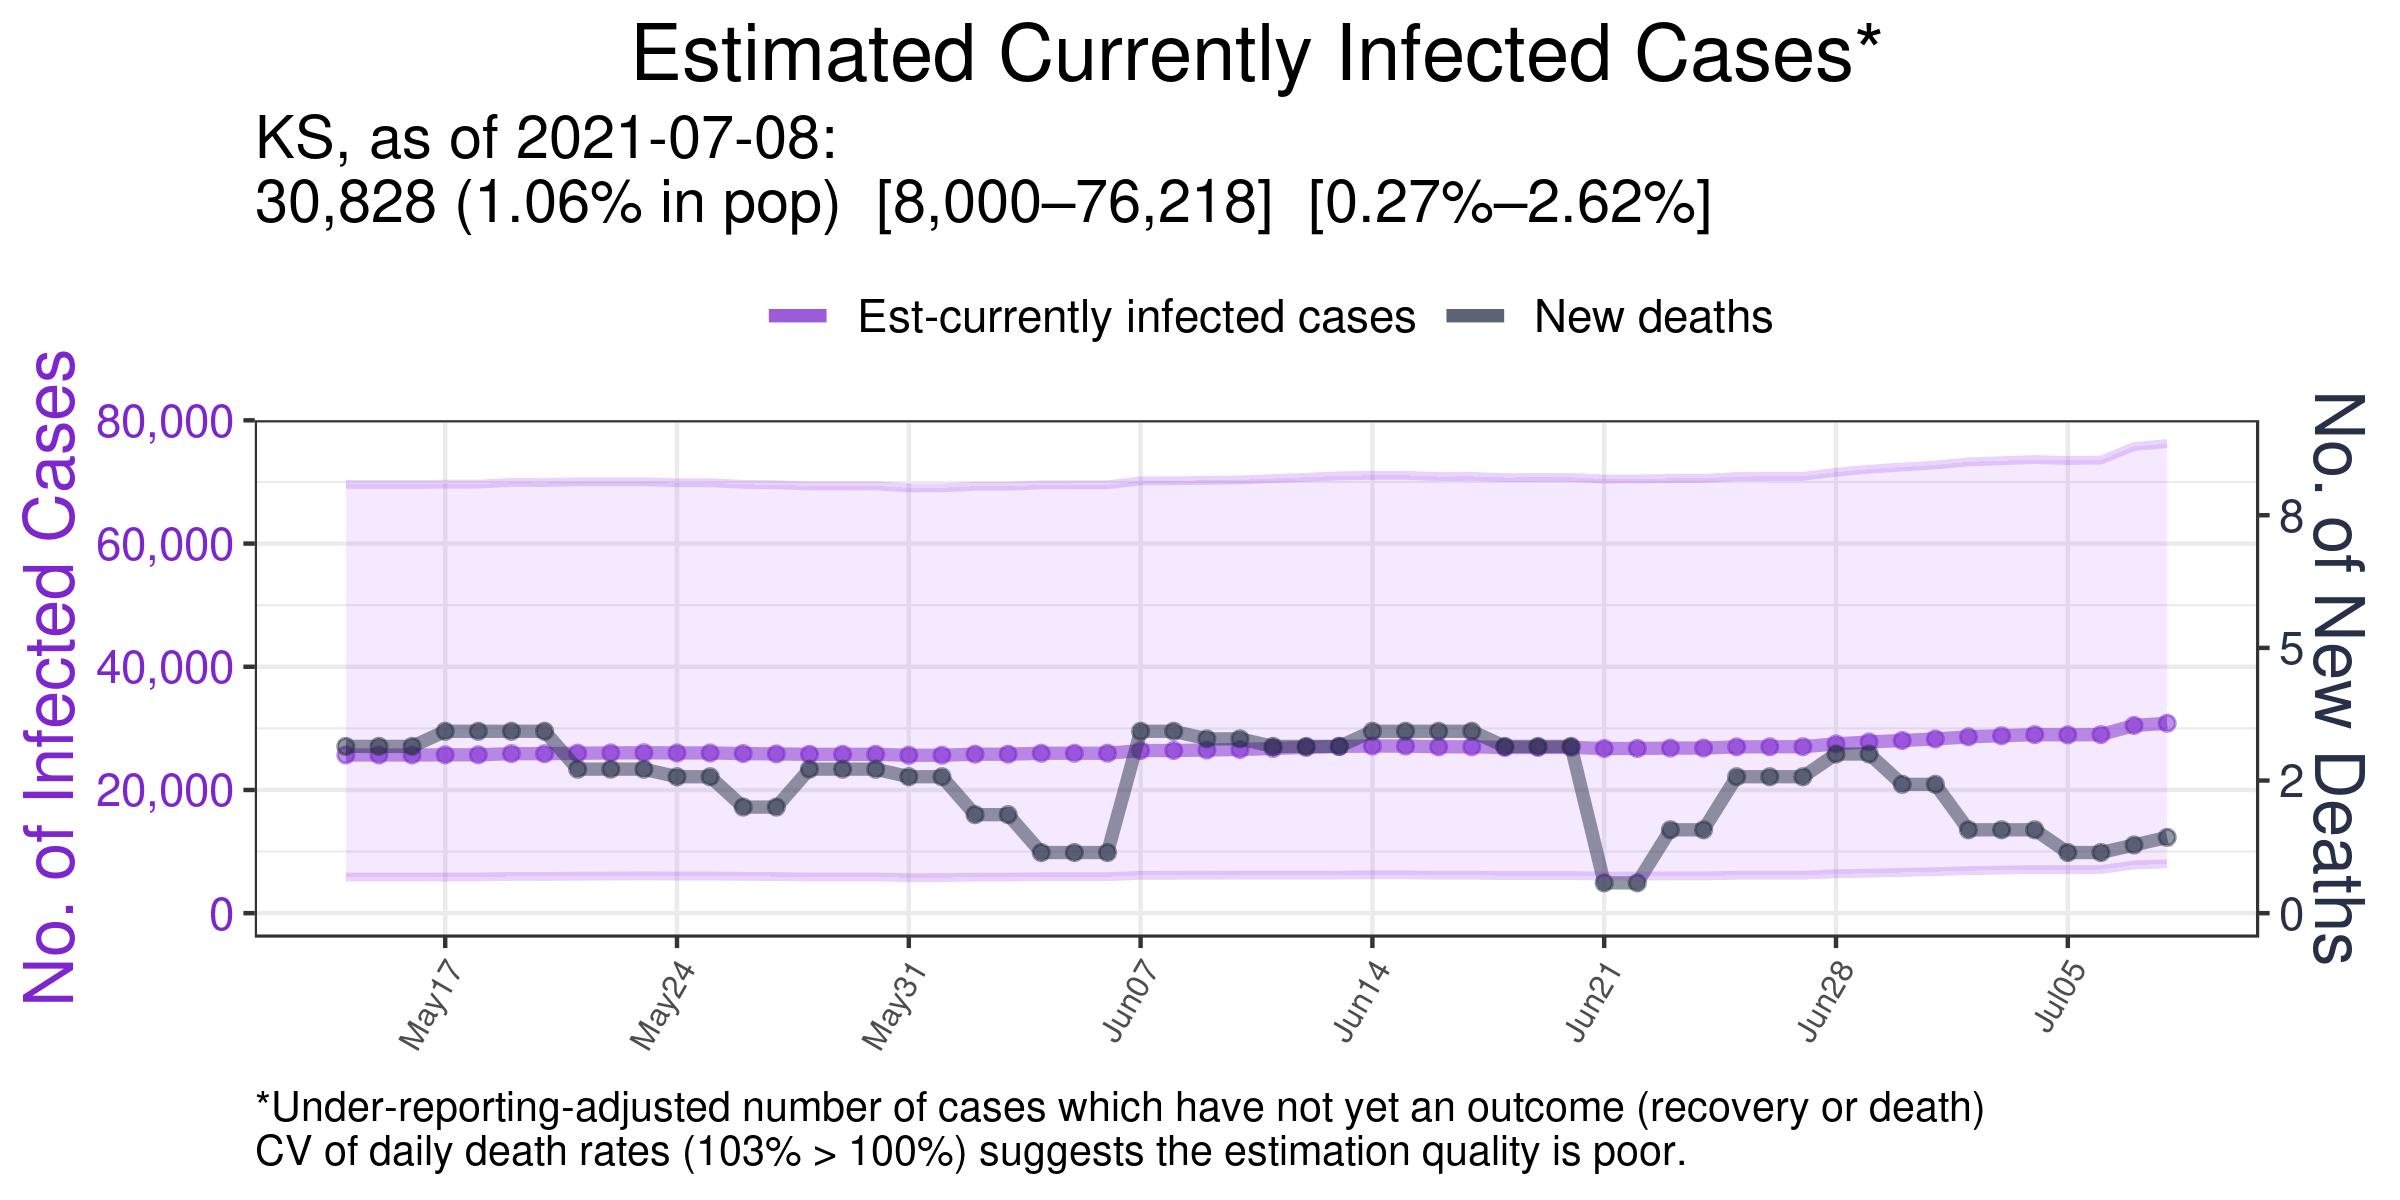 Estimated Currently Infected Cases*
KS, as of 2021-07-08:
30,828 (1.06% in pop)  [8,000–76,218]  [0.27%–2.62%]
Est-currently infected cases
New deaths
No. of Infected Cases
80,000
60,000
40,000
20,000
0
8
5
2
0
No. of New Deaths
May17
May24
May31
Jun07
Jun14
Jun21
Jun28
Jul05
*Under-reporting-adjusted number of cases which have not yet an outcome (recovery or death)
CV of daily death rates (103% > 100%) suggests the estimation quality is poor.